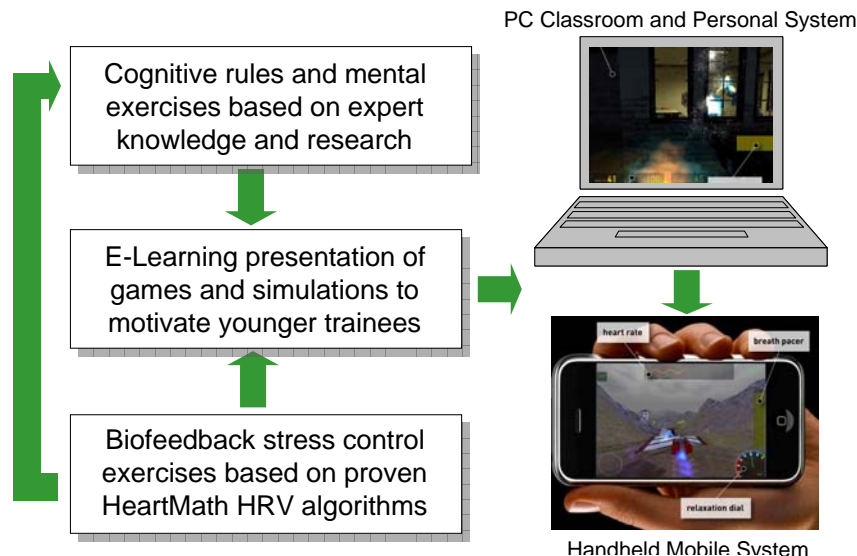 PC Classroom and Personal System
Cognitive rules and mental
exercises based on expert
knowledge and research
E-Learning presentation of
games and simulations to
motivate younger trainees
Biofeedback stress control
exercises based on proven
HeartMath HRV algorithms
41
heart rate
breath pacer
relaxation dial
Handheld Mobile System